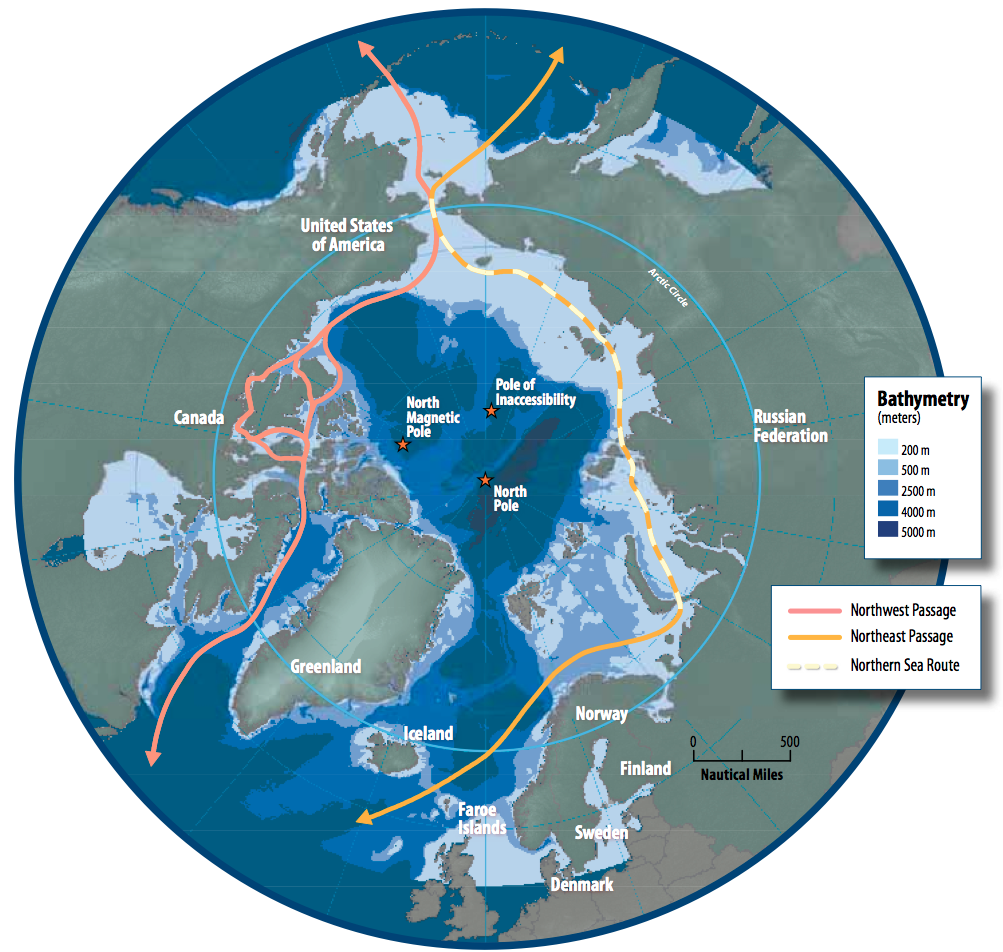 United States
of America
Arctic Circle
Canada
North
Magnetic
Pole
Pole of
Inaccessibility
North
Pole
Russian
Federation
Bathymetry
(meters)
200 m
500 m
2500 m
4000 m
5000 m
Northwest Passage
Northeast Passage
Northern Sea Route
Greenland
Iceland
Norway
Finland
Sweden
Faroe
Islands
Denmark
0 500
Nautical Miles